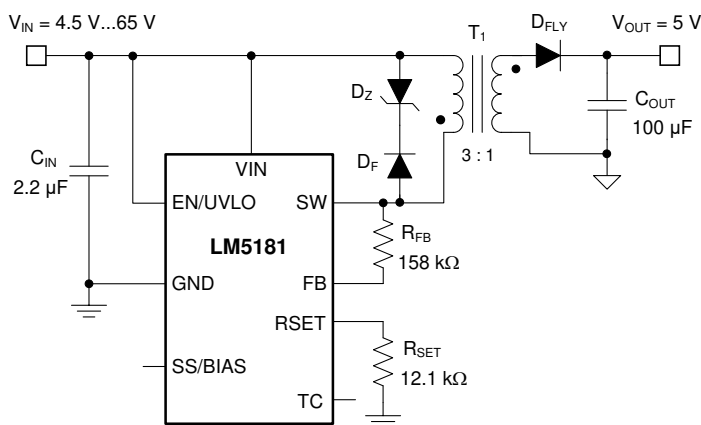 V_IN = 4.5 V...65 V
T_1
D_FLY
V_OUT = 5 V
D_Z
C_OUT
100 µF
3 : 1
C_IN
2.2 µF
D_F
VIN
EN/UVLO
SW
LM5181
R_FB
158 kΩ
GND
FB
RSET
R_SET
12.1 kΩ
SS/BIAS
TC